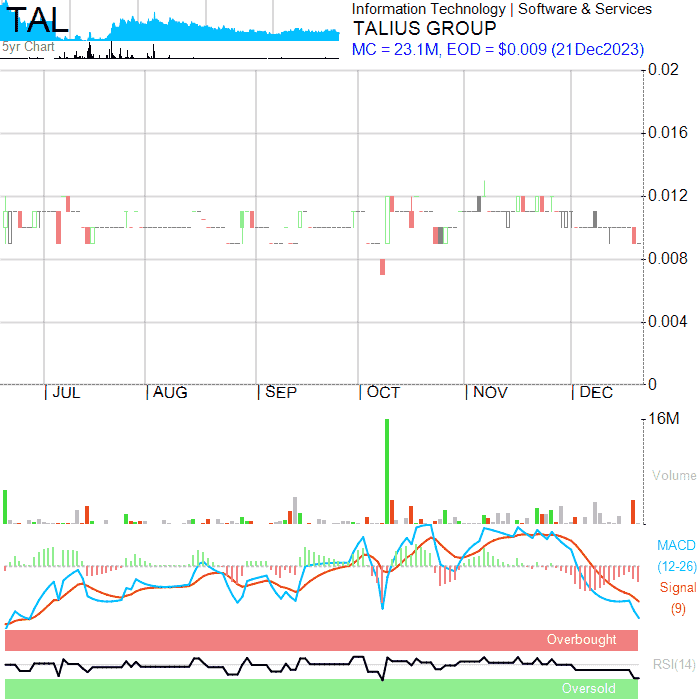 TAL
5yr Chart
Information Technology | Software & Services
TALIUS GROUP
MC = 23.1M, EOD = $0.009 (21Dec2023)
0.02
0.016
0.012
0.008
0.004
0
JUL AUG SEP OCT NOV DEC
16M
Volume
MACD
(12-26)
Signal
(9)
Overbought
RSI(14)
Oversold